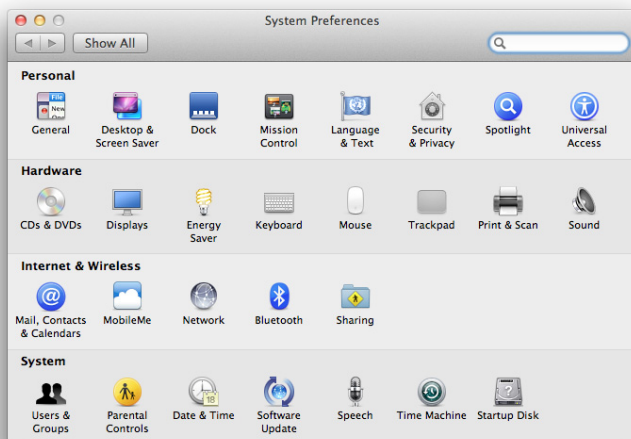 System Preferences
Show All
Personal
General
Desktop & Screen Saver
Dock
Mission Control
Language & Text
Security & Privacy
Spotlight
Universal Access
Hardware
CDs & DVDs
Displays
Energy Saver
Keyboard
Mouse
Trackpad
Print & Scan
Sound
Internet & Wireless
Mail, Contacts & Calendars
MobileMe
Network
Bluetooth
Sharing
System
Users & Groups
Parental Controls
Date & Time
18
Software Update
Speech
Time Machine
Startup Disk